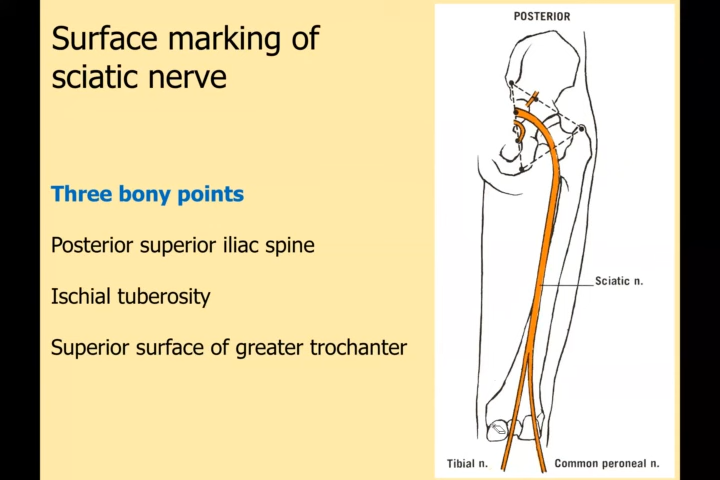 Surface marking of
sciatic nerve
Three bony points
Posterior superior iliac spine
Ischial tuberosity
Superior surface of greater trochanter
POSTERIOR
Sciatic n.
Tibial n.
Common peroneal n.